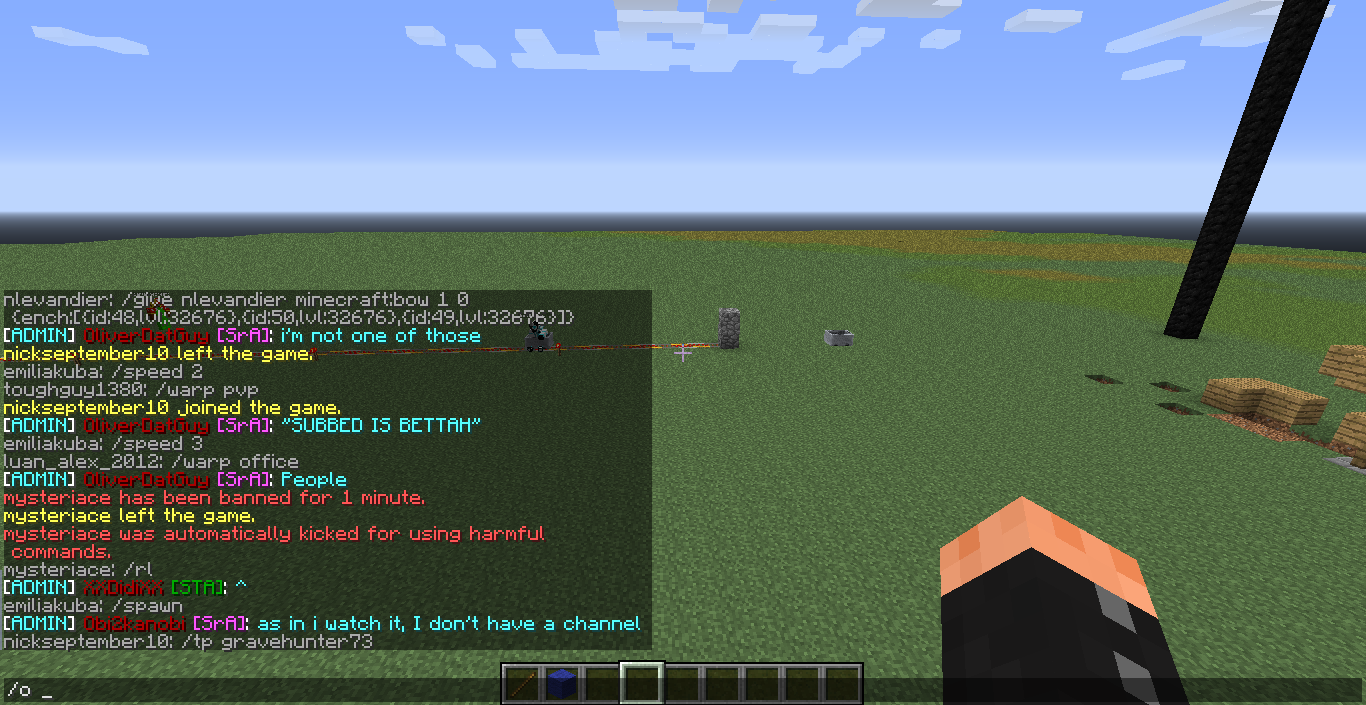 nlevandier: /give nlevandier minecraft:bow 1 0
{ench:[{id:48,lvl:32676},{id:50,lvl:32676},{id:49,lvl:32676}]}
[ADMIN] OliverDatGuy [SrA]: i'm not one of those
nickseptember10 left the game.
emiliakuba: /speed 2
toughguy1380: /warp pvp
nickseptember10 joined the game.
[ADMIN] OliverDatGuy [SrA]: "SUBBED IS BETTAH"
emiliakuba: /speed 3
luan_alex_2012: /warp office
[ADMIN] OliverDatGuy [SrA]: People
mysteriace has been banned for 1 minute.
mysteriace left the game.
mysteriace was automatically kicked for using harmful
commands.
mysteriace: /rl
[ADMIN] XXDidiXX [STA]: ^
emiliakuba: /spawn
[ADMIN] Obi2kanobi [SrA]: as in i watch it, I don't have a channel
nickseptember10: /tp gravehunter73
/o _